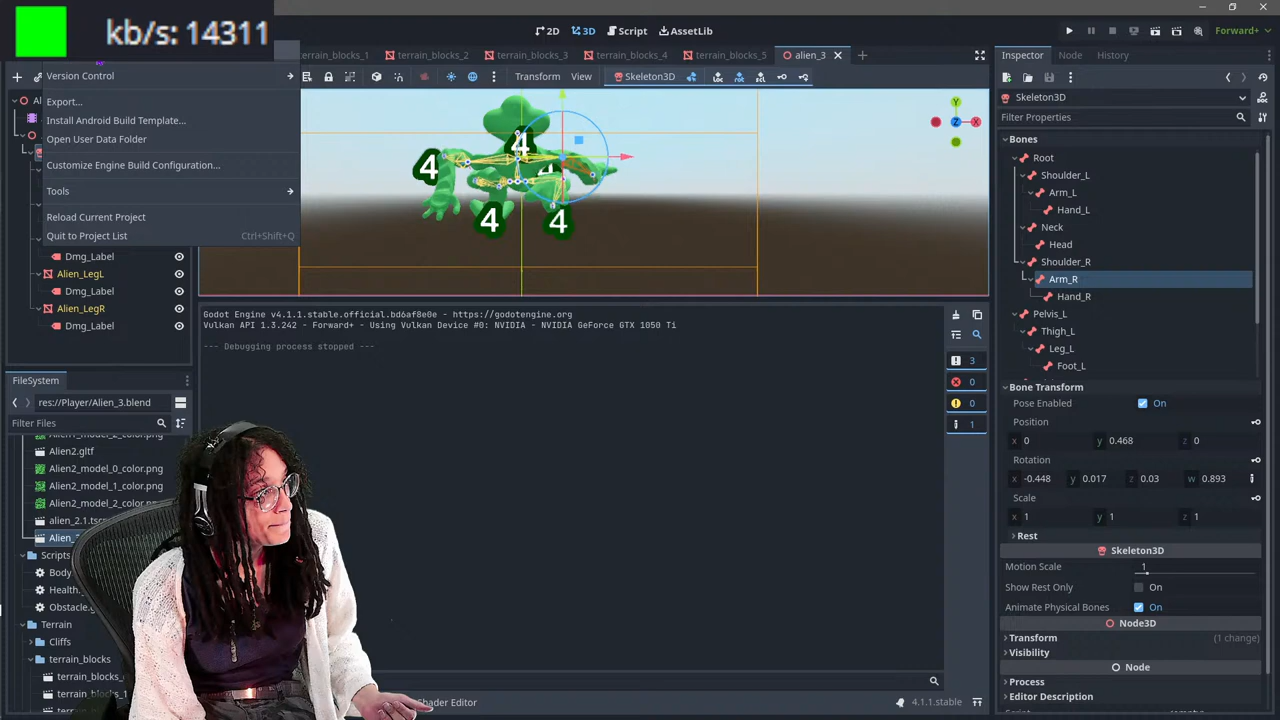 kb/s: 14311
2D 3D Script AssetLib
Forward+
terrain_blocks_1 terrain_blocks_2 terrain_blocks_3 terrain_blocks_4 terrain_blocks_5 alien_3
Inspector Node History
Version Control
Export...
Install Android Build Template...
Open User Data Folder
Customize Engine Build Configuration...
Tools
Reload Current Project
Quit to Project List Ctrl+Shift+Q
Transform View Skeleton3D
4
4
4
4
4
Dmg_Label
Alien_LegL
Dmg_Label
Alien_LegR
Dmg_Label
FileSystem
res://Player/Alien_3.blend
Filter Files
Alien1_model_2_color.png
Alien2.gltf
Alien2_model_0_color.png
Alien2_model_1_color.png
Alien2_model_2_color.png
alien_2.1.tscn
Alien_
Scripts
Body
Health
Obstacle.g
Terrain
Cliffs
terrain_blocks
terrain_blocks_
terrain_blocks_1
Godot Engine v4.1.1.stable.official.bd6af8e0e - https://godotengine.org
Vulkan API 1.3.242 - Forward+ - Using Vulkan Device #0: NVIDIA - NVIDIA GeForce GTX 1050 Ti
--- Debugging process stopped ---
3
0
0
1
Shader Editor
4.1.1.stable
Skeleton3D
Filter Properties
Bones
Root
Shoulder_L
Arm_L
Hand_L
Neck
Head
Shoulder_R
Arm_R
Hand_R
Pelvis_L
Thigh_L
Leg_L
Foot_L
Bone Transform
Pose Enabled On
Position
x 0 y 0.468 z 0
Rotation
x -0.448 y 0.017 z 0.03 w 0.893
Scale
x 1 y 1 z 1
Rest
Skeleton3D
Motion Scale 1
Show Rest Only On
Animate Physical Bones On
Node3D
Transform (1 change)
Visibility
Node
Process
Editor Description